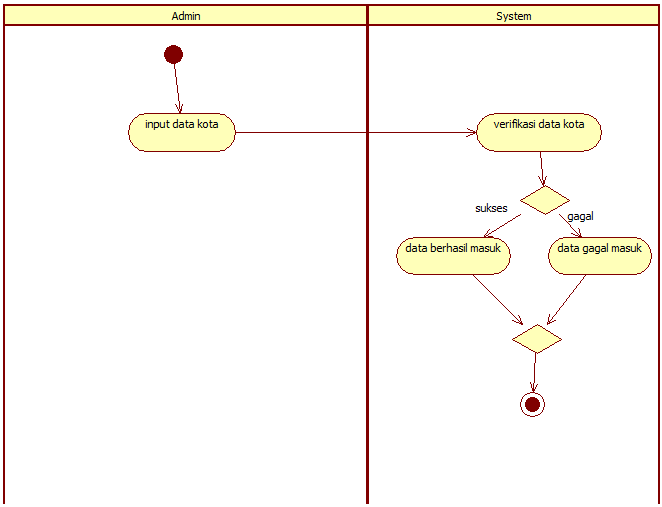 Admin
System
input data kota
verifikasi data kota
sukses
gagal
data berhasil masuk
data gagal masuk